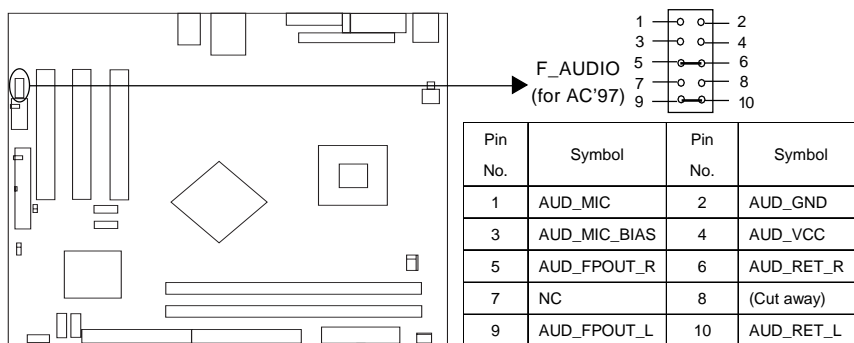 1 2
3 4
F_AUDIO 5 6
7 8
(for AC'97) 9 10
Pin No. Symbol Pin No. Symbol
1 AUD_MIC 2 AUD_GND
3 AUD_MIC_BIAS 4 AUD_VCC
5 AUD_FPOUT_R 6 AUD_RET_R
7 NC 8 (Cut away)
9 AUD_FPOUT_L 10 AUD_RET_L